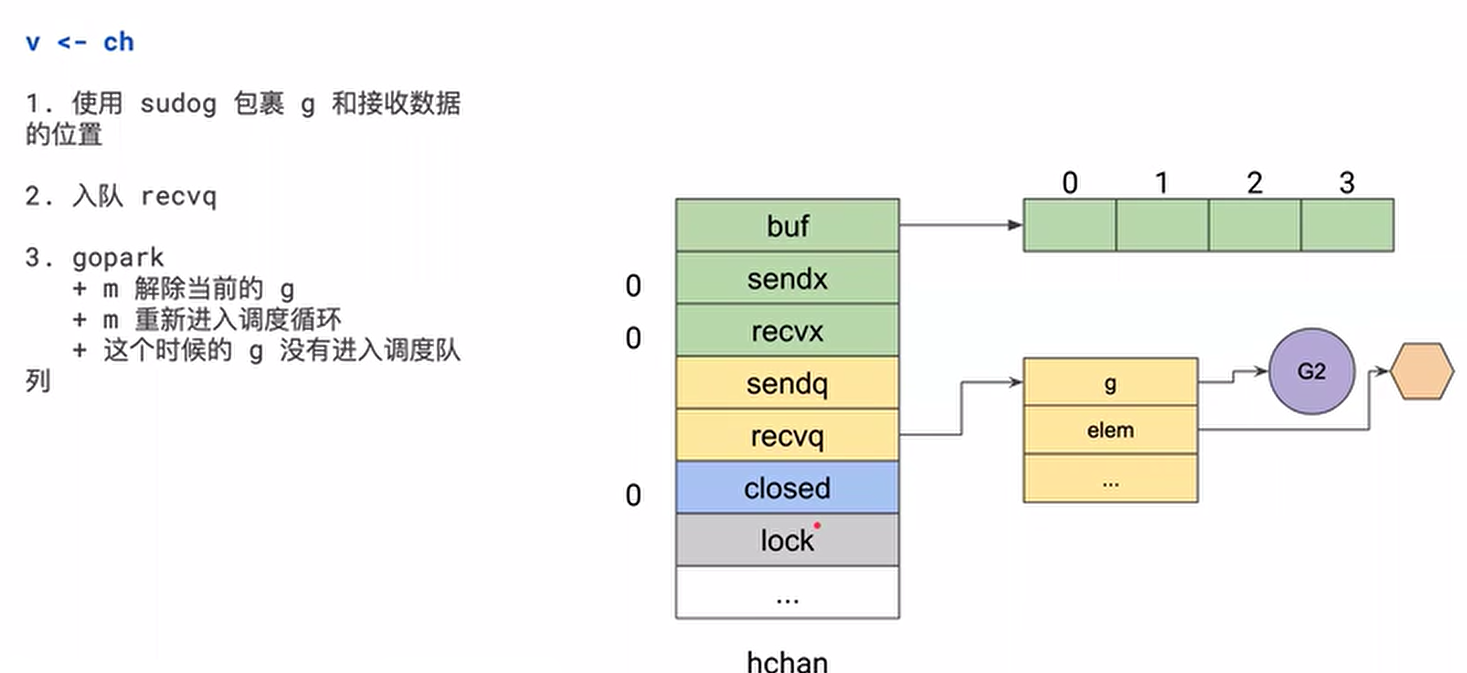 v <- ch
1. 使用 sudog 包裹 g 和接收数据
的位置
2. 入队 recvq
3. gopark
+ m 解除当前的 g
+ m 重新进入调度循环
+ 这个时候的 g 没有进入调度队
列
0 1 2 3
buf
0 sendx
0 recvx
sendq
recvq
0 closed
lock
...
hchan
g
elem
...
G2